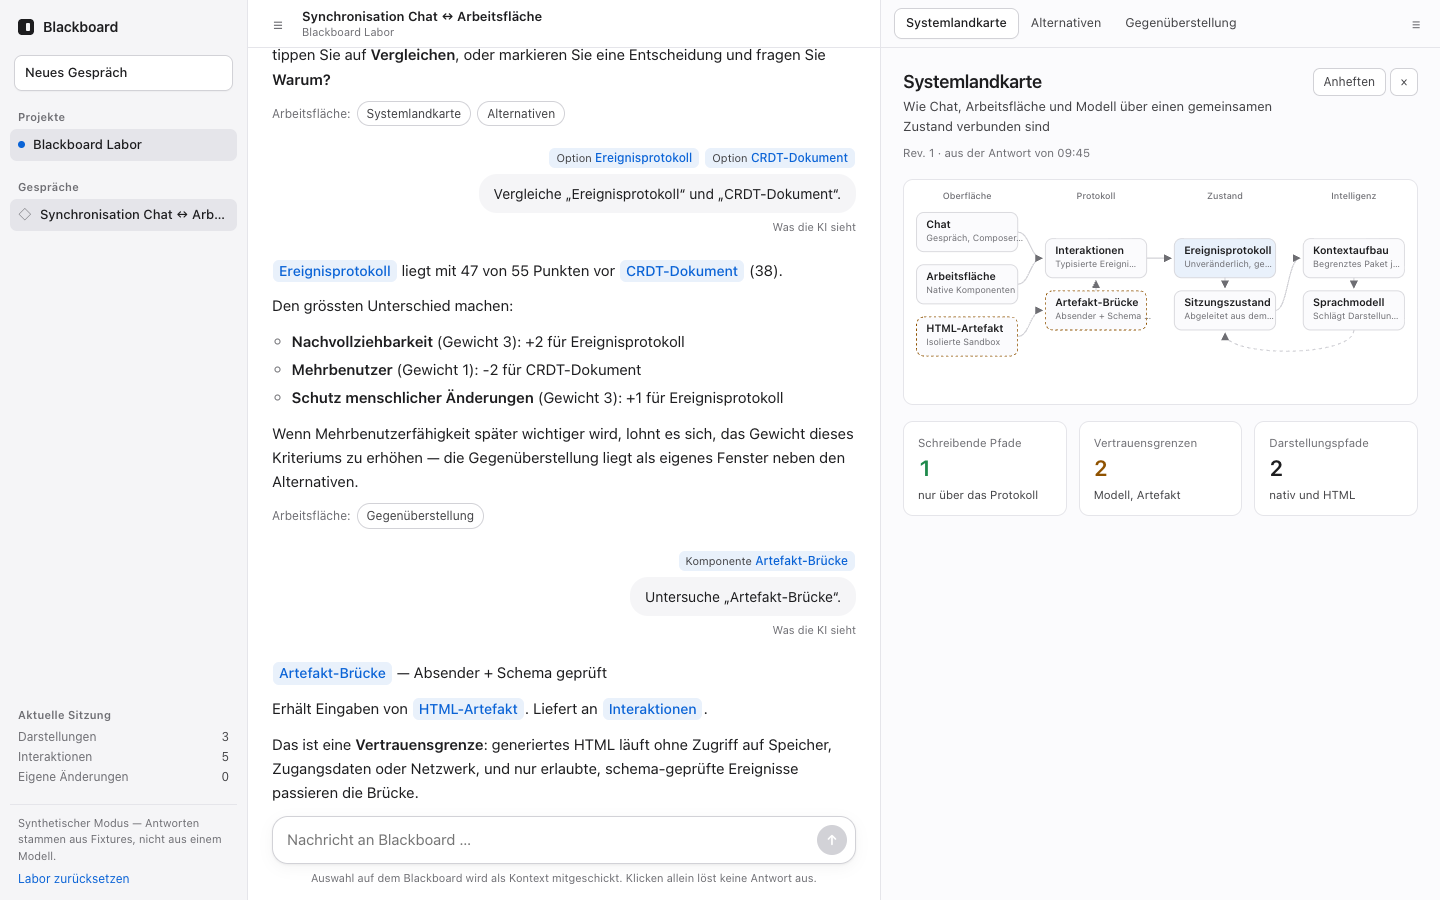 Blackboard
Neues Gespräch
Projekte
Blackboard Labor
Gespräche
Synchronisation Chat ↔ Arb...
Aktuelle Sitzung
Darstellungen 3
Interaktionen 5
Eigene Änderungen 0
Synthetischer Modus — Antworten
stammen aus Fixtures, nicht aus einem
Modell.
Labor zurücksetzen
Synchronisation Chat ↔ Arbeitsfläche
Blackboard Labor
tippen Sie auf Vergleichen, oder markieren Sie eine Entscheidung und fragen Sie
Warum?
Arbeitsfläche: Systemlandkarte Alternativen
Option Ereignisprotokoll Option CRDT-Dokument
Vergleiche „Ereignisprotokoll“ und „CRDT-Dokument“.
Was die KI sieht
Ereignisprotokoll liegt mit 47 von 55 Punkten vor CRDT-Dokument (38).
Den grössten Unterschied machen:
Nachvollziehbarkeit (Gewicht 3): +2 für Ereignisprotokoll
Mehrbenutzer (Gewicht 1): -2 für CRDT-Dokument
Schutz menschlicher Änderungen (Gewicht 3): +1 für Ereignisprotokoll
Wenn Mehrbenutzerfähigkeit später wichtiger wird, lohnt es sich, das Gewicht dieses
Kriteriums zu erhöhen — die Gegenüberstellung liegt als eigenes Fenster neben den
Alternativen.
Arbeitsfläche: Gegenüberstellung
Komponente Artefakt-Brücke
Untersuche „Artefakt-Brücke“.
Was die KI sieht
Artefakt-Brücke — Absender + Schema geprüft
Erhält Eingaben von HTML-Artefakt . Liefert an Interaktionen .
Das ist eine Vertrauensgrenze: generiertes HTML läuft ohne Zugriff auf Speicher,
Zugangsdaten oder Netzwerk, und nur erlaubte, schema-geprüfte Ereignisse
passieren die Brücke.
Nachricht an Blackboard ...
Auswahl auf dem Blackboard wird als Kontext mitgeschickt. Klicken allein löst keine Antwort aus.
Systemlandkarte Alternativen Gegenüberstellung
Systemlandkarte
Anheften ×
Wie Chat, Arbeitsfläche und Modell über einen gemeinsamen
Zustand verbunden sind
Rev. 1 · aus der Antwort von 09:45
Oberfläche Protokoll Zustand Intelligenz
Chat
Gespräch, Composer...
Arbeitsfläche
Native Komponenten
HTML-Artefakt
Isolierte Sandbox
Interaktionen
Typisierte Ereigni...
Artefakt-Brücke
Absender + Schema ...
Ereignisprotokoll
Unveränderlich, ge...
Sitzungszustand
Abgeleitet aus dem...
Kontextaufbau
Begrenztes Paket j...
Sprachmodell
Schlägt Darstellun...
Schreibende Pfade
1
nur über das Protokoll
Vertrauensgrenzen
2
Modell, Artefakt
Darstellungspfade
2
nativ und HTML